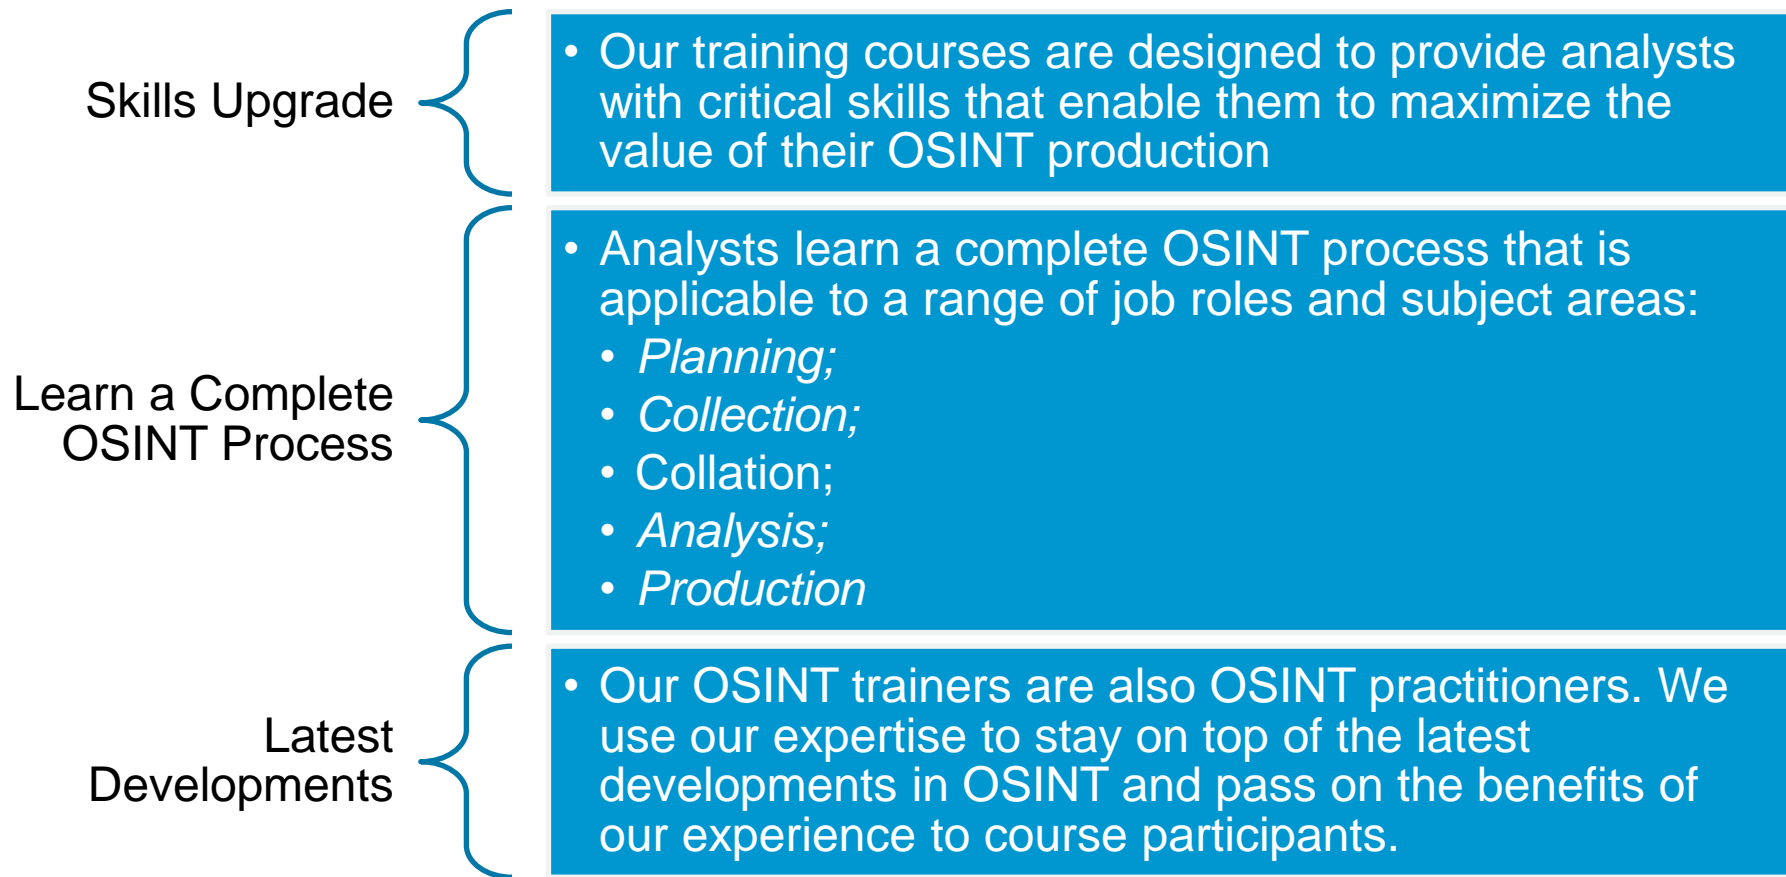 Skills Upgrade
• Our training courses are designed to provide analysts
with critical skills that enable them to maximize the
value of their OSINT production
Learn a Complete
OSINT Process
• Analysts learn a complete OSINT process that is
applicable to a range of job roles and subject areas:
• Planning;
• Collection;
• Collation;
• Analysis;
• Production
Latest
Developments
• Our OSINT trainers are also OSINT practitioners. We
use our expertise to stay on top of the latest
developments in OSINT and pass on the benefits of
our experience to course participants.